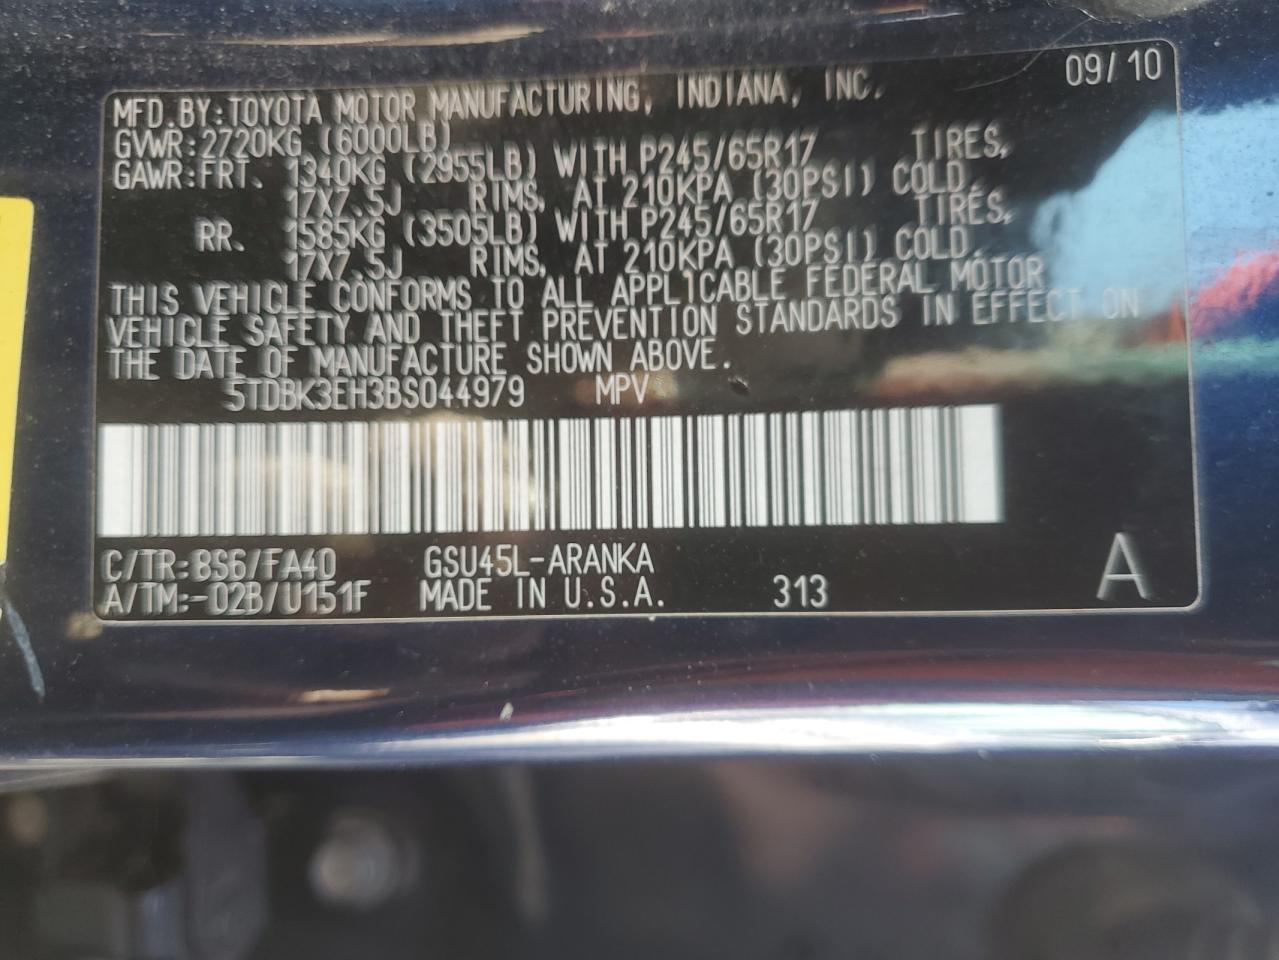 09/10
MFD.BY:TOYOTA MOTOR MANUFACTURING, INDIANA, INC.
GVWR:2720KG (6000LB)
GAWR:FRT. 1340KG (2955LB) WITH P245/65R17 TIRES,
17X7.5J RIMS, AT 210KPA (30PSI) COLD.
RR. 1585KG (3505LB) WITH P245/65R17 TIRES,
17X7.5J RIMS, AT 210KPA (30PSI) COLD.
THIS VEHICLE CONFORMS TO ALL APPLICABLE FEDERAL MOTOR
VEHICLE SAFETY AND THEFT PREVENTION STANDARDS IN EFFECT ON
THE DATE OF MANUFACTURE SHOWN ABOVE.
5TDBK3EH3BS044979 MPV
C/TR:8S6/FA40 GSU45L-ARANKA
A/TM:-02B/U151F MADE IN U.S.A. 313 A